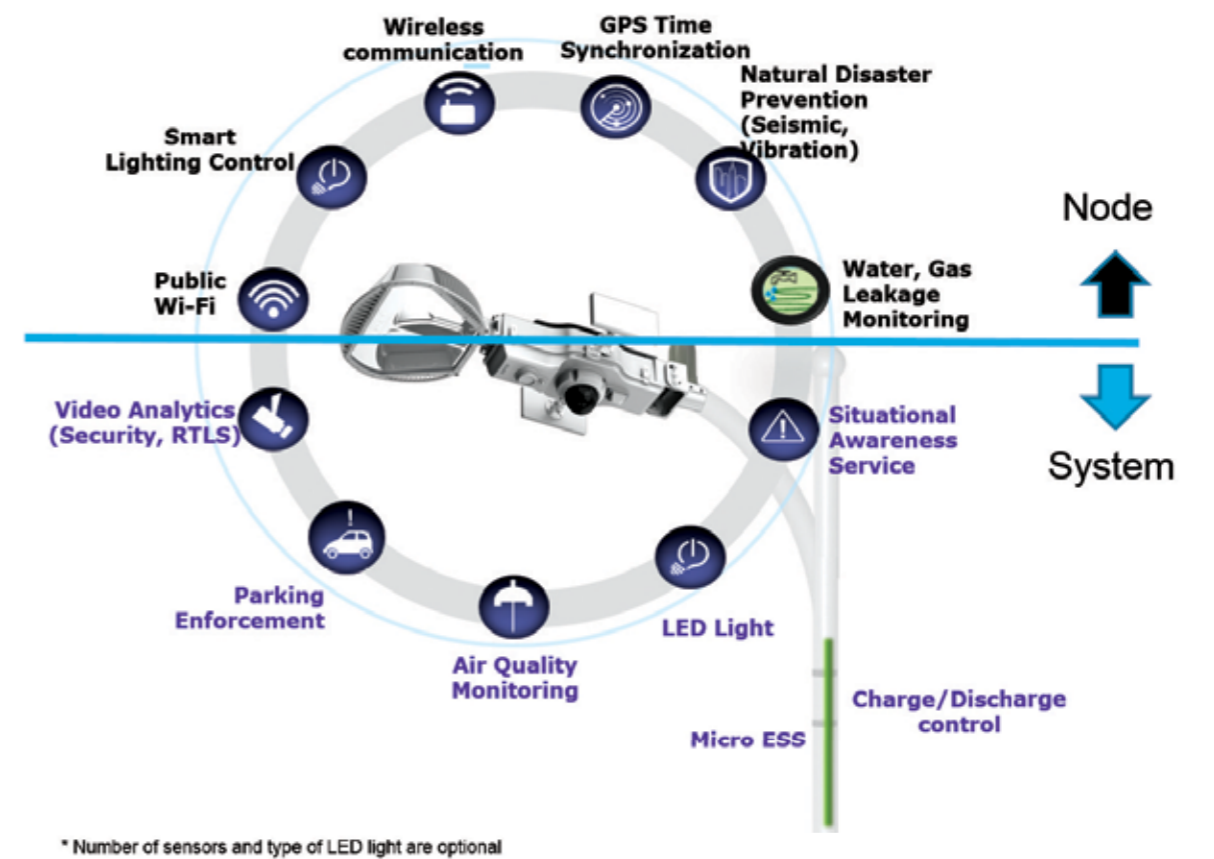 Wireless
communication
GPS Time
Synchronization
Natural Disaster
Prevention
(Seismic,
Vibration)
Smart
Lighting Control
Node
Public
Wi-Fi
Water, Gas
Leakage
Monitoring
Video Analytics
(Security, RTLS)
Situational
Awareness
Service
System
Parking
Enforcement
LED Light
Air Quality
Monitoring
Charge/Discharge
control
Micro ESS
* Number of sensors and type of LED light are optional